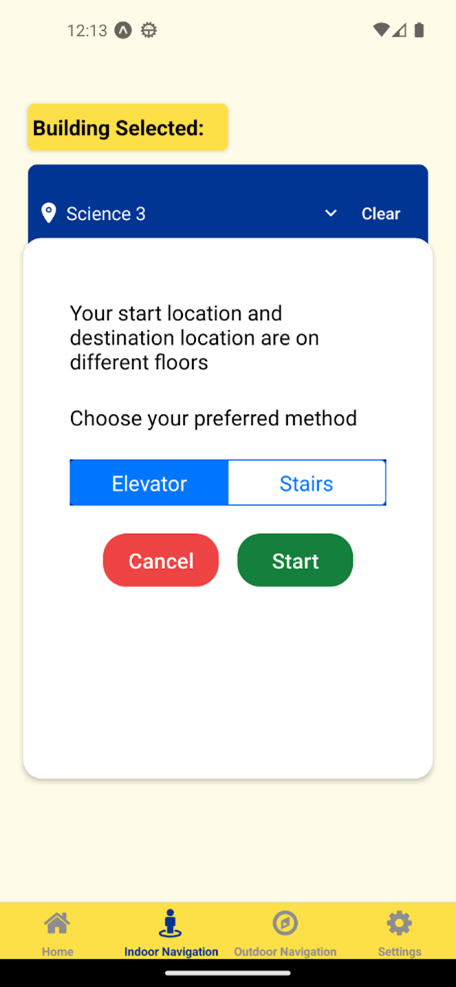 12:13
Building Selected:
Science 3
Clear
Your start location and
destination location are on
different floors
Choose your preferred method
Elevator
Stairs
Cancel
Start
Home
Indoor Navigation
Outdoor Navigation
Settings